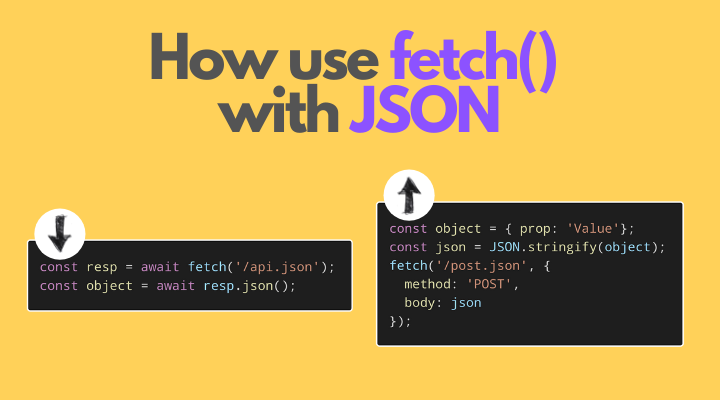 How use fetch()
with JSON
const resp = await fetch('/api.json');
const object = await resp.json();
const object = { prop: 'Value'};
const json = JSON.stringify(object);
fetch('/post.json', {
  method: 'POST',
  body: json
});